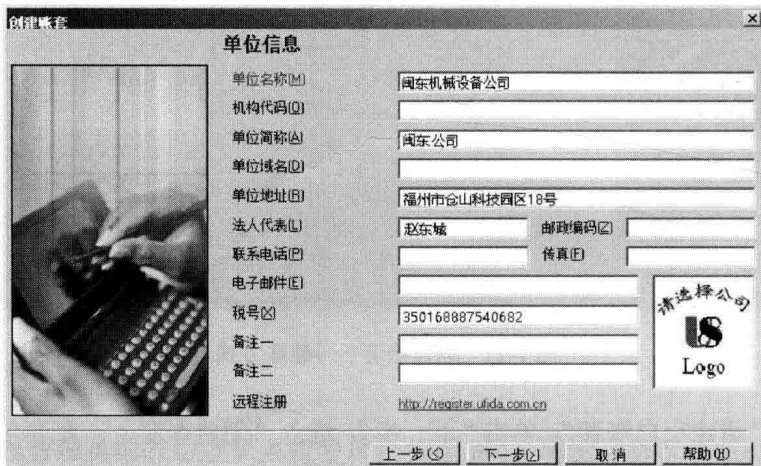 创建账套
单位信息
单位名称(M) 闽东机械设备公司
机构代码(O)
单位简称(A) 闽东公司
单位域名(D)
单位地址(R) 福州市仓山科技园区18号
法人代表(L) 赵东城 邮政编码(Z)
联系电话(P) 传真(F)
电子邮件(E)
税号(X) 350168887540682
备注一
备注二
请选择公司
Logo
远程注册 http://register.ufida.com.cn
上一步(<) 下一步(>) 取消 帮助(H)